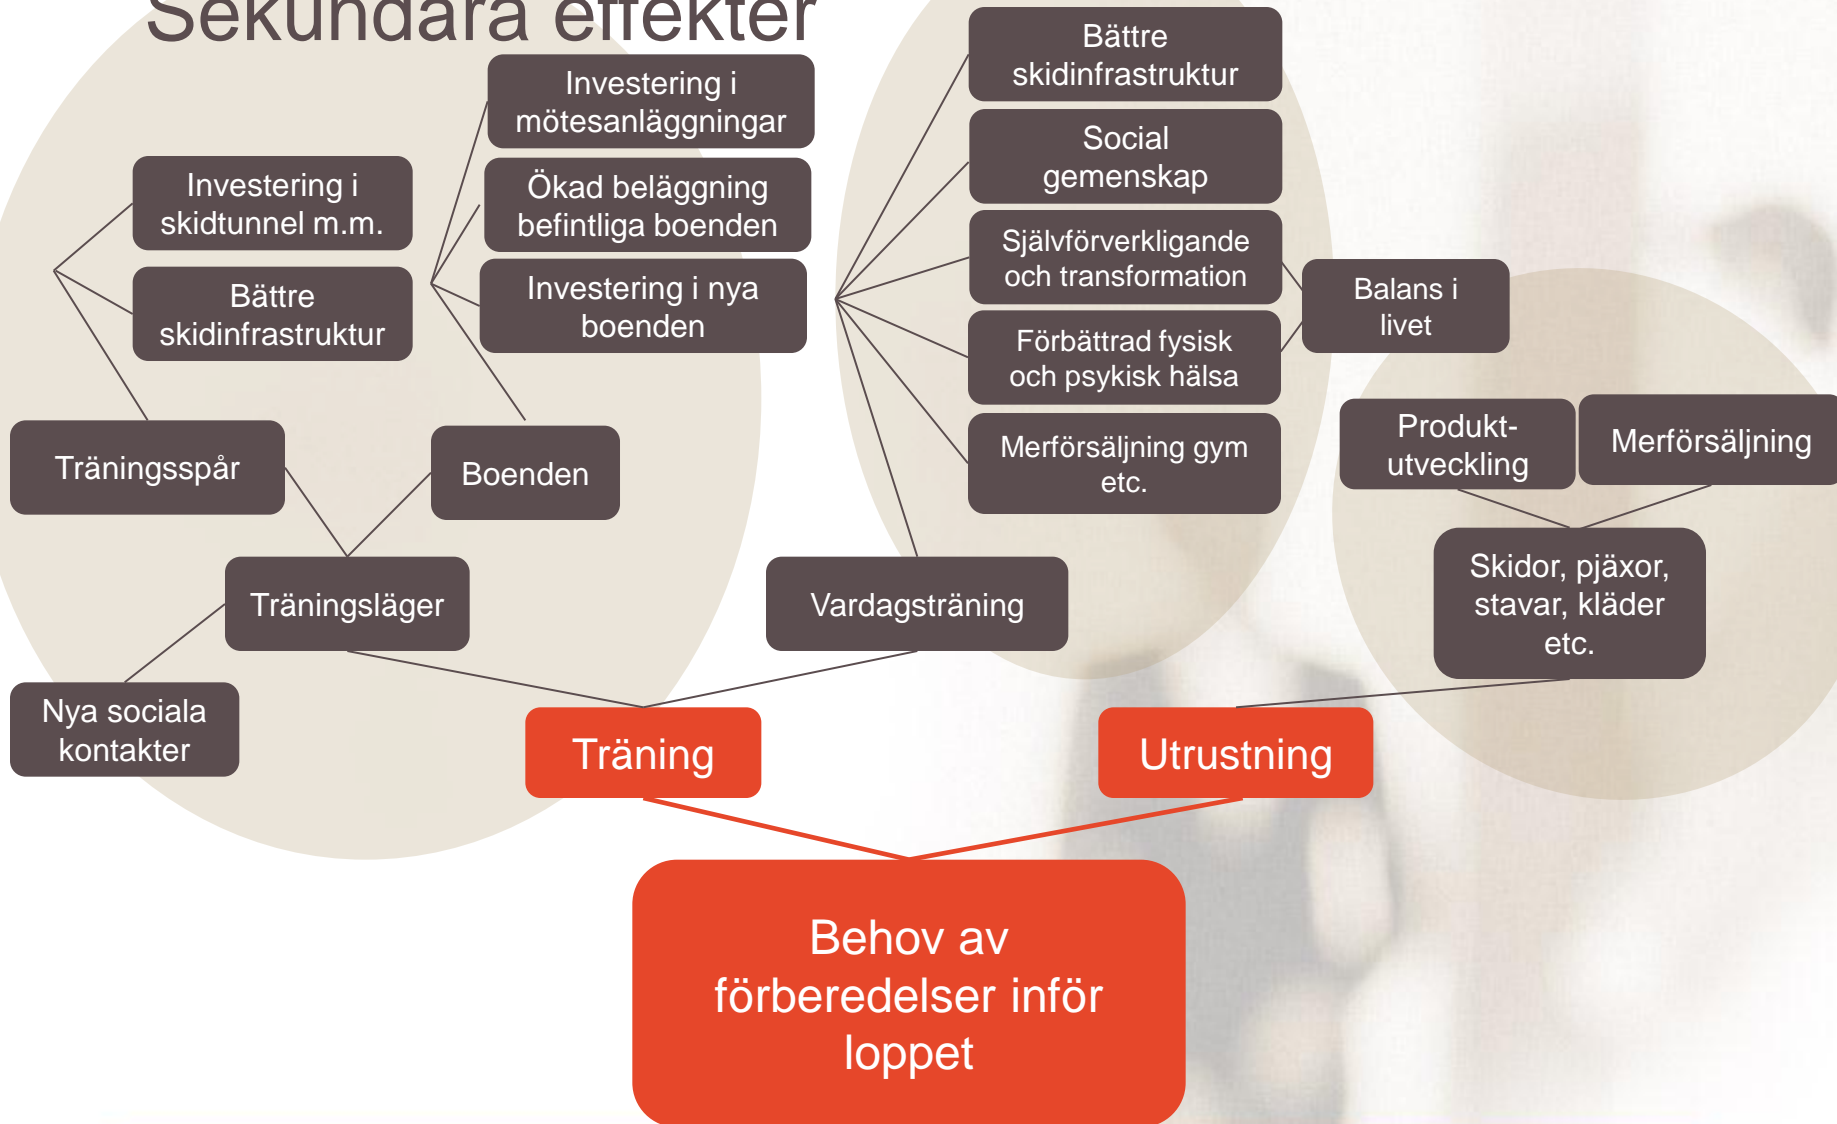 Sekundära effekter
Bättre
skidinfrastruktur
Investering i
mötesanläggningar
Social
gemenskap
Investering i
skidtunnel m.m.
Ökad beläggning
befintliga boenden
Självförverkligande
och transformation
Bättre
skidinfrastruktur
Investering i nya
boenden
Balans i
livet
Förbättrad fysisk
och psykisk hälsa
Träningsspår
Boenden
Merförsäljning gym
etc.
Produkt-
utveckling
Merförsäljning
Träningsläger
Vardagsträning
Skidor, pjäxor,
stavar, kläder
etc.
Nya sociala
kontakter
Träning
Utrustning
Behov av
förberedelser inför
loppet